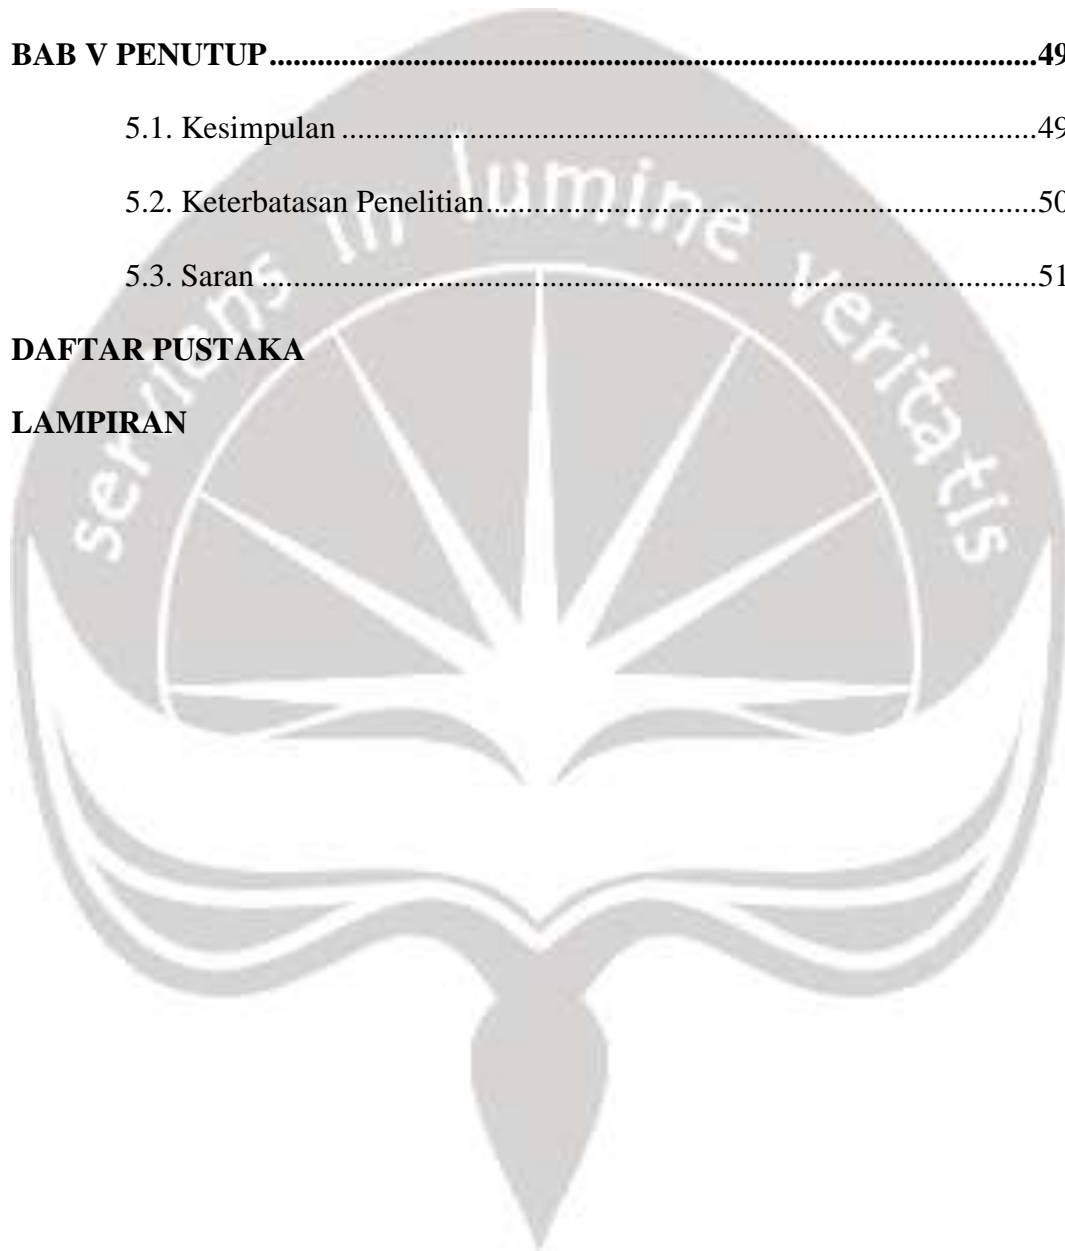 BAB V PENUTUP.....................................................................................49
5.1. Kesimpulan.....................................................................................49
5.2. Keterbatasan Penelitian.....................................................................50
5.3. Saran.....................................................................................51
DAFTAR PUSTAKA
LAMPIRAN
serviens in lumine veritatis